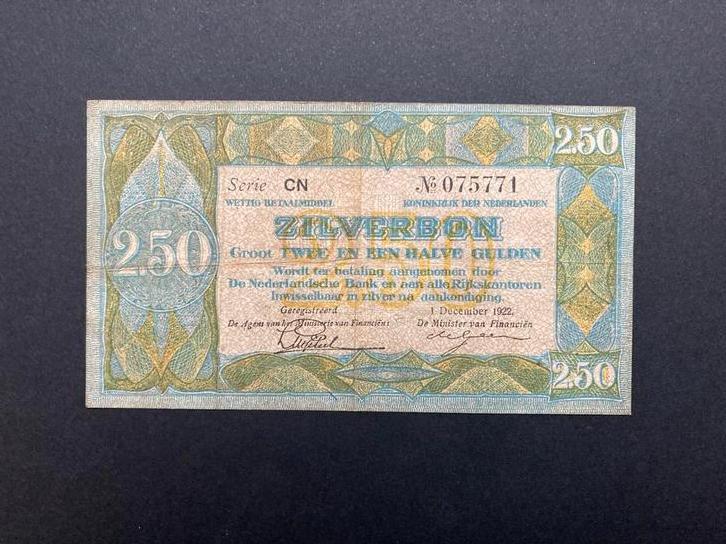 2.50
Serie CN № 075771
WETTIG BETAALMIDDEL KONINKRIJK DER NEDERLANDEN
ZILVERBON
Groot TWEE EN EEN HALVE GULDEN
Wordt ter betaling aangenomen door
De Nederlandsche Bank en aan alle Rijkskantoren
Inwisselbaar in zilver na aankondiging.
Geregistreerd 1 December 1922.
De Agent van het Ministerie van Financiën: De Minister van Financiën
2.50
2.50